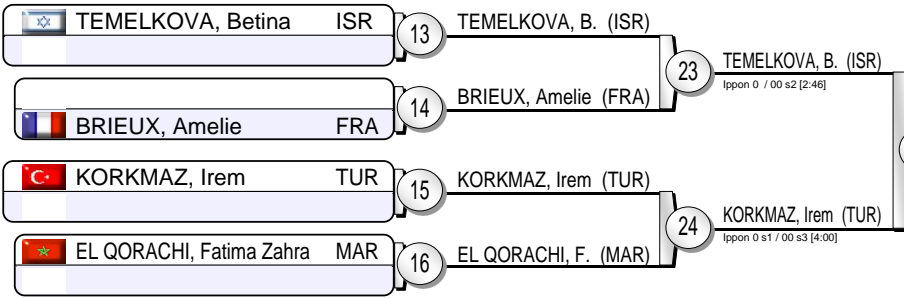 TEMELKOVA, Betina ISR
13
TEMELKOVA, B. (ISR)
23
TEMELKOVA, B. (ISR)
Ippon 0 / 00 s2 [2:46]
14
BRIEUX, Amelie (FRA)
BRIEUX, Amelie FRA
KORKMAZ, Irem TUR
15
KORKMAZ, Irem (TUR)
24
KORKMAZ, Irem (TUR)
Ippon 0 s1 / 00 s3 [4:00]
EL QORACHI, Fatima Zahra MAR
16
EL QORACHI, F. (MAR)